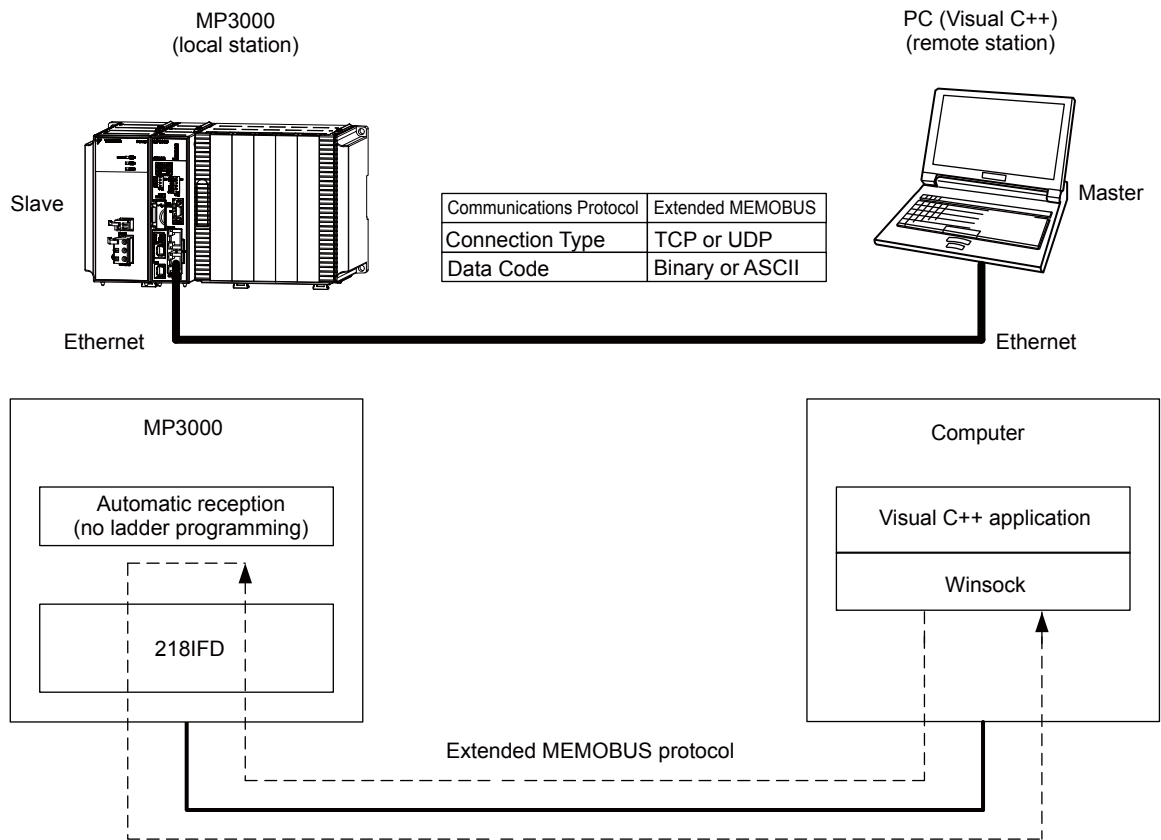 MP3000
(local station)
PC (Visual C++)
(remote station)
Slave
Master
Communications Protocol Extended MEMOBUS
Connection Type TCP or UDP
Data Code Binary or ASCII
Ethernet
Ethernet
MP3000
Computer
Automatic reception
(no ladder programming)
Visual C++ application
Winsock
218IFD
Extended MEMOBUS protocol